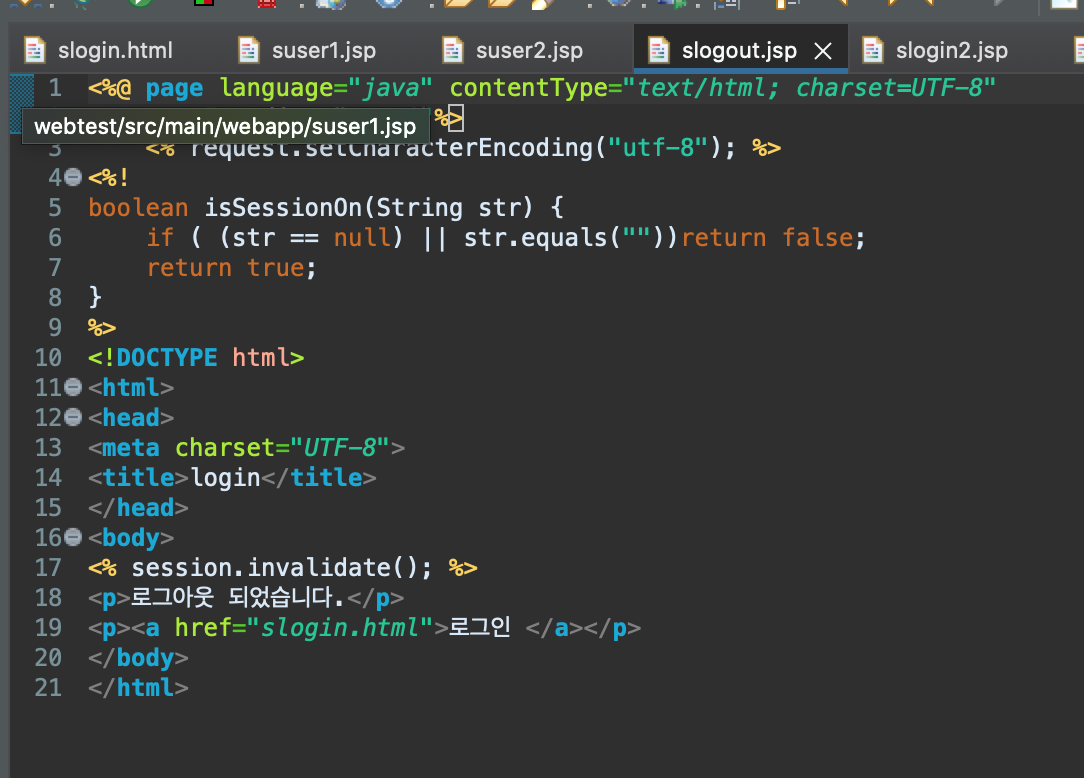 slogin.html suser1.jsp suser2.jsp slogout.jsp slogin2.jsp
1 <%@ page language="java" contentType="text/html; charset=UTF-8"
webtest/src/main/webapp/suser1.jsp %>
3 <% request.setCharacterEncoding("utf-8"); %>
4 <%!
5 boolean isSessionOn(String str) {
6 if ( (str == null) || str.equals(""))return false;
7 return true;
8 }
9 %>
10 <!DOCTYPE html>
11 <html>
12 <head>
13 <meta charset="UTF-8">
14 <title>login</title>
15 </head>
16 <body>
17 <% session.invalidate(); %>
18 <p>로그아웃 되었습니다.</p>
19 <p><a href="slogin.html">로그인 </a></p>
20 </body>
21 </html>